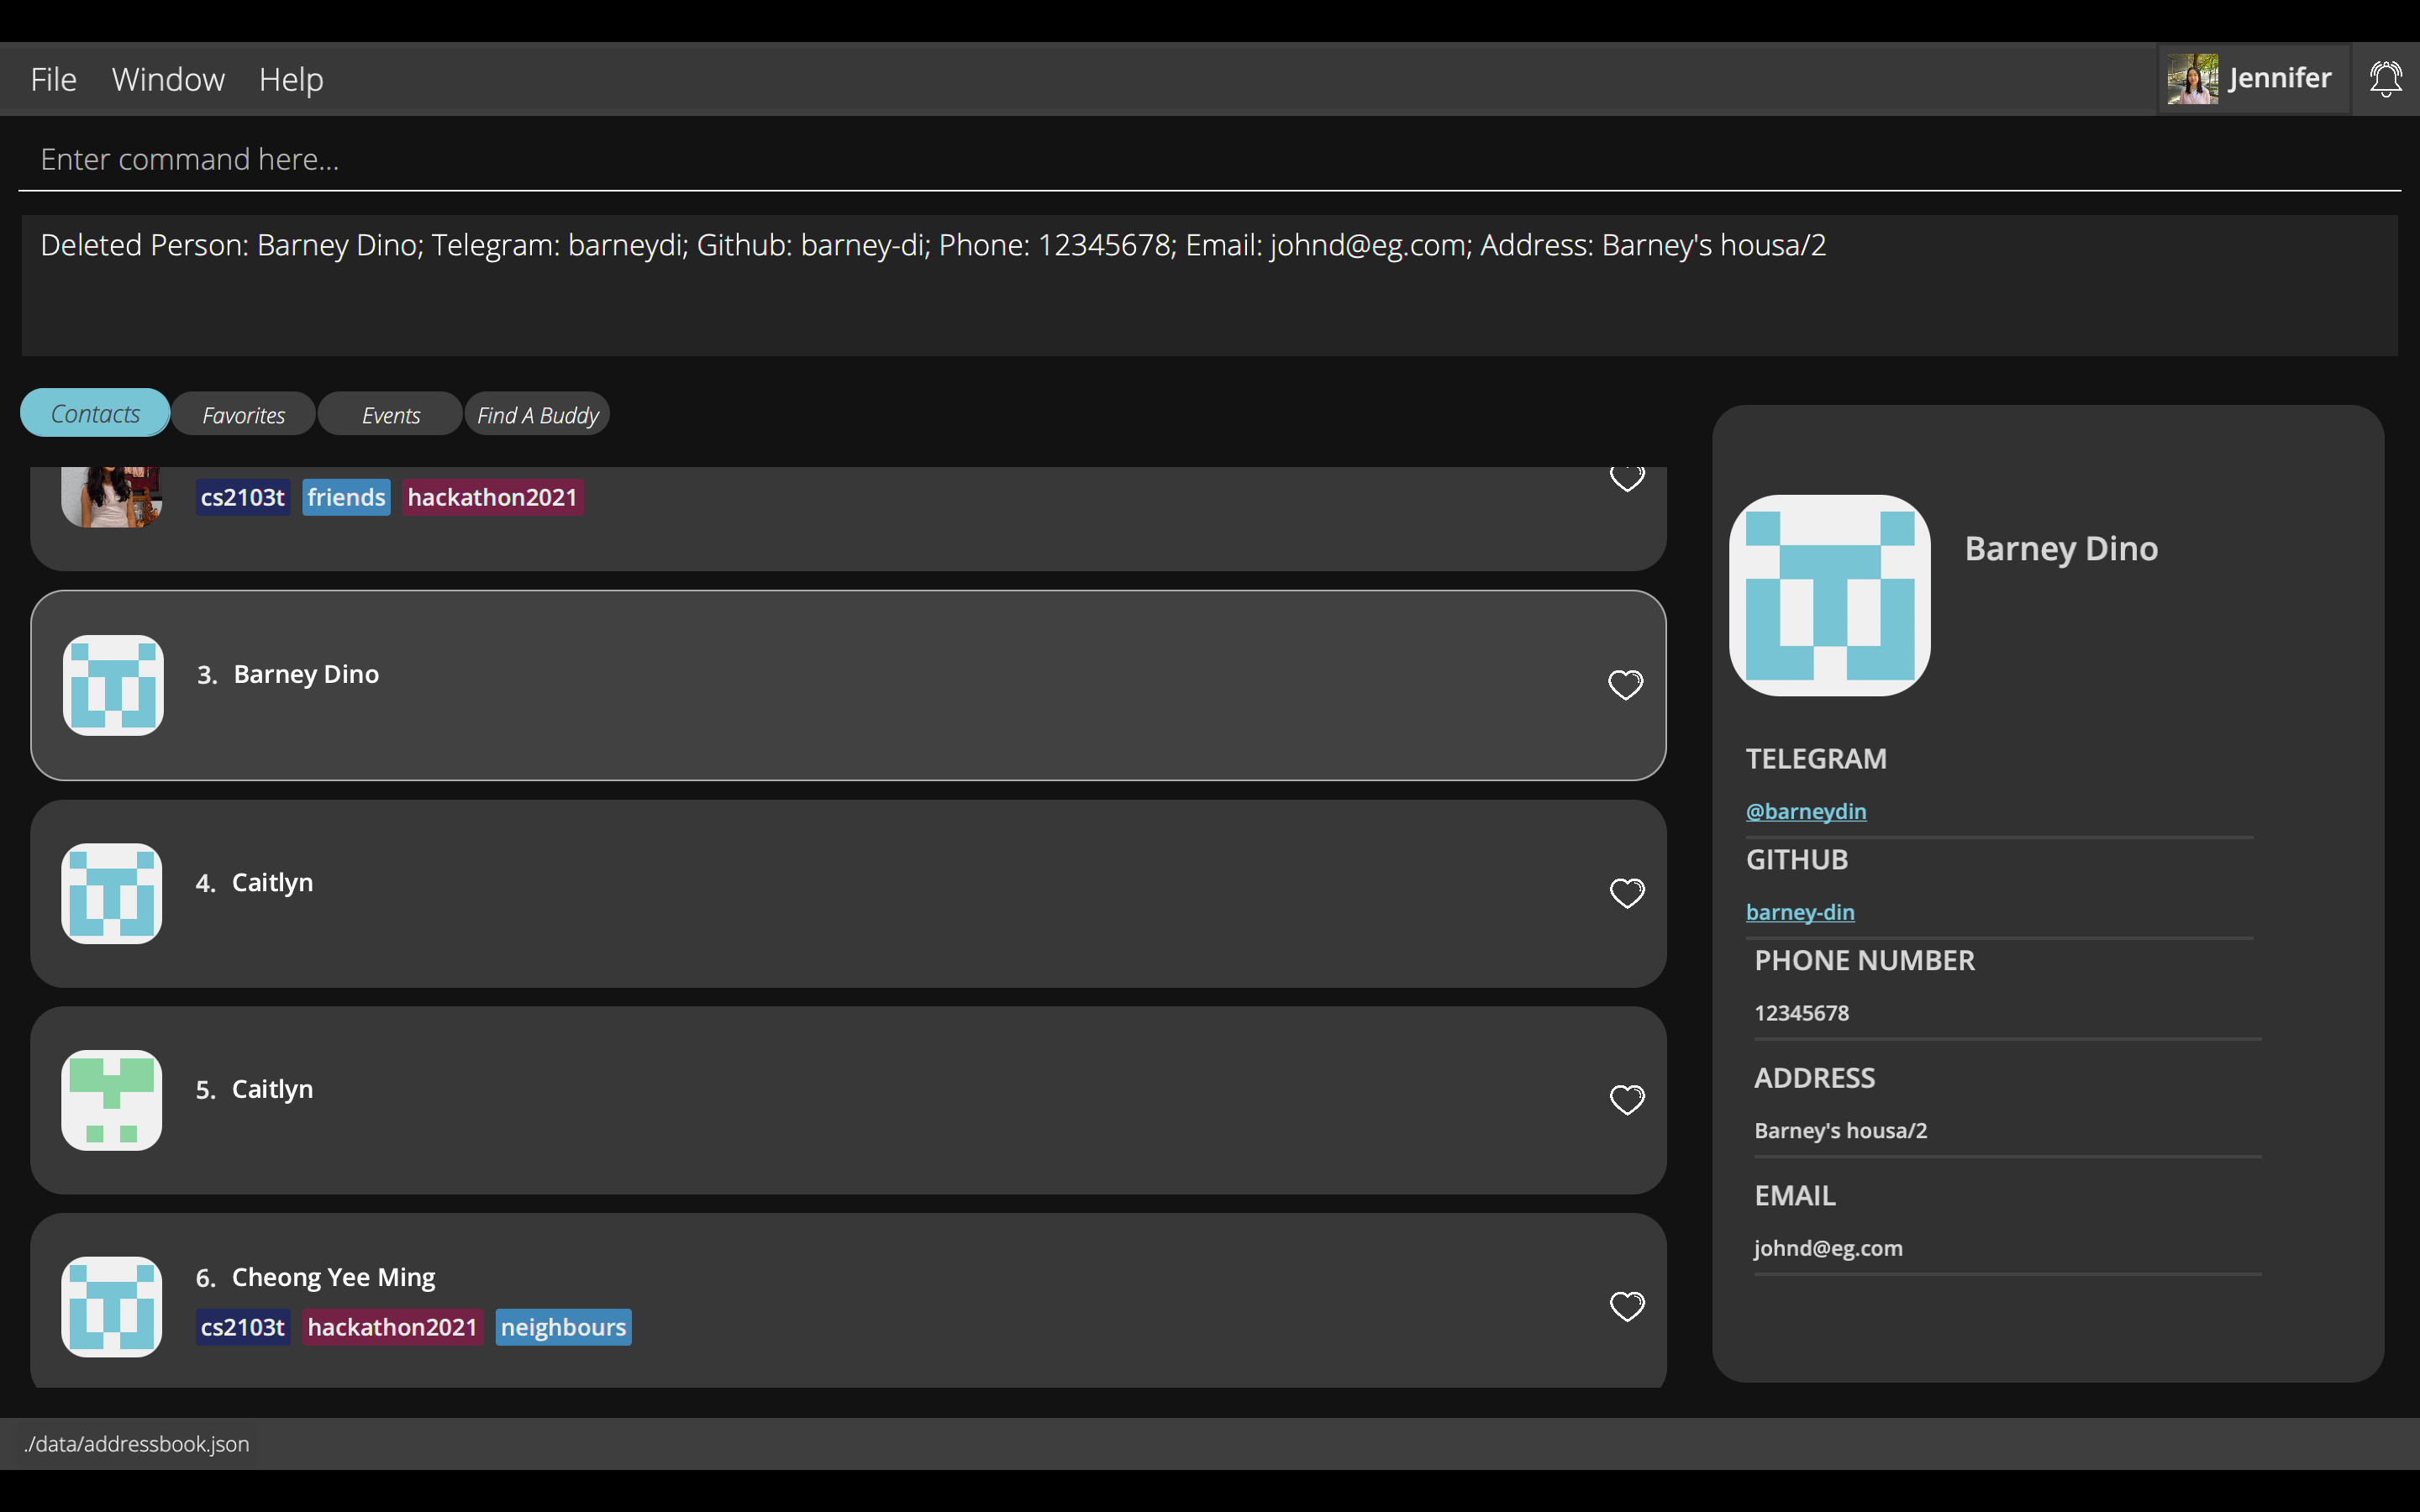 File Window Help Jennifer
Enter command here...
Deleted Person: Barney Dino; Telegram: barneydi; Github: barney-di; Phone: 12345678; Email: johnd@eg.com; Address: Barney's housa/2
Contacts Favorites Events Find A Buddy
cs2103t friends hackathon2021
3. Barney Dino
4. Caitlyn
5. Caitlyn
6. Cheong Yee Ming
cs2103t hackathon2021 neighbours
Barney Dino
TELEGRAM
@barneydin
GITHUB
barney-din
PHONE NUMBER
12345678
ADDRESS
Barney's housa/2
EMAIL
johnd@eg.com
./data/addressbook.json